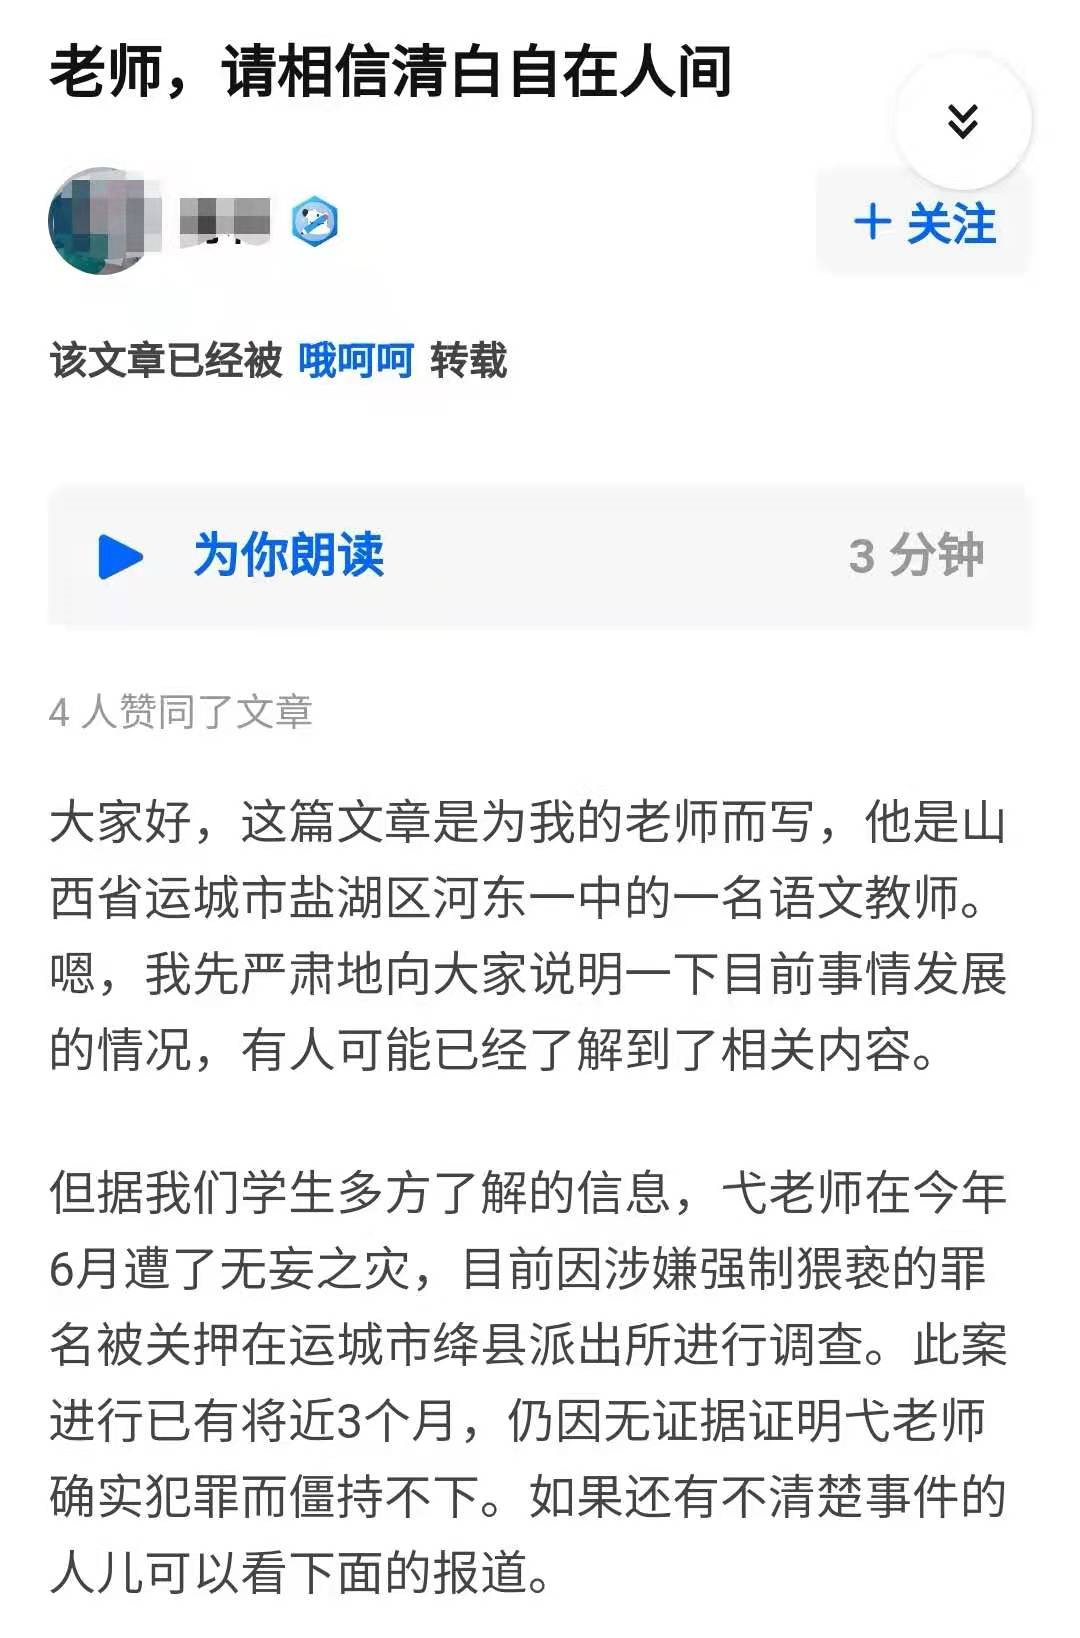 老师，请相信清白自在人间
+ 关注
该文章已经被 哦呵呵 转载
为你朗读 3 分钟
4 人赞同了文章
大家好，这篇文章是为我的老师而写，他是山
西省运城市盐湖区河东一中的一名语文教师。
嗯，我先严肃地向大家说明一下目前事情发展
的情况，有人可能已经了解到了相关内容。
但据我们学生多方了解的信息，弋老师在今年
6月遭了无妄之灾，目前因涉嫌强制猥亵的罪
名被关押在运城市绛县派出所进行调查。此案
进行已有将近3个月，仍因无证据证明弋老师
确实犯罪而僵持不下。如果还有不清楚事件的
人儿可以看下面的报道。